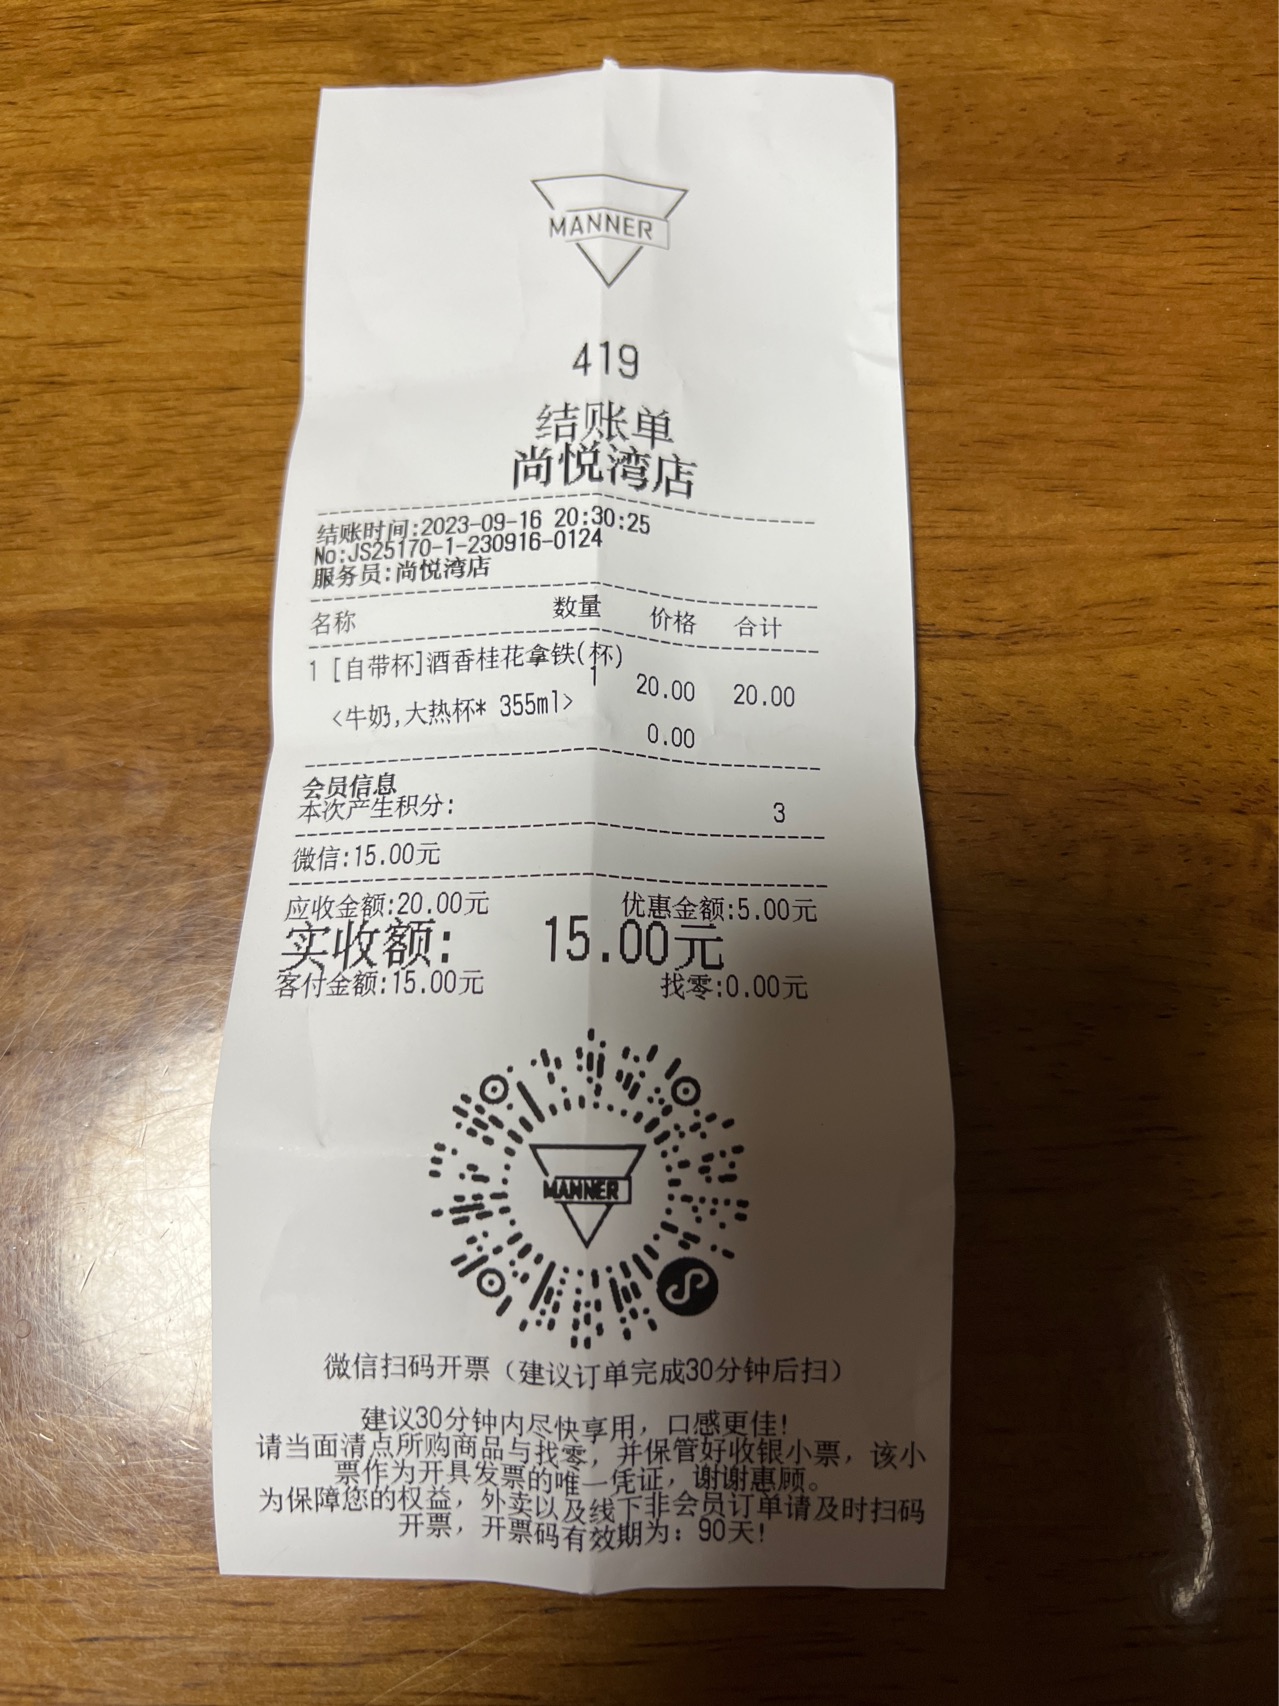 MANNER
419
结账单
尚悦湾店
结账时间:2023-09-16 20:30:25
No:JS25170-1-230916-0124
服务员:尚悦湾店
名称 数量 价格 合计
1 [自带杯]酒香桂花拿铁(杯)
1 20.00 20.00
<牛奶,大热杯* 355ml>
0.00
会员信息
本次产生积分: 3
微信:15.00元
应收金额:20.00元 优惠金额:5.00元
实收额: 15.00元
客付金额:15.00元 找零:0.00元
MANNER
微信扫码开票（建议订单完成30分钟后扫）
建议30分钟内尽快享用，口感更佳!
请当面清点所购商品与找零，并保管好收银小票，该小
票作为开具发票的唯一凭证，谢谢惠顾。
为保障您的权益，外卖以及线下非会员订单请及时扫码
开票，开票码有效期为：90天!